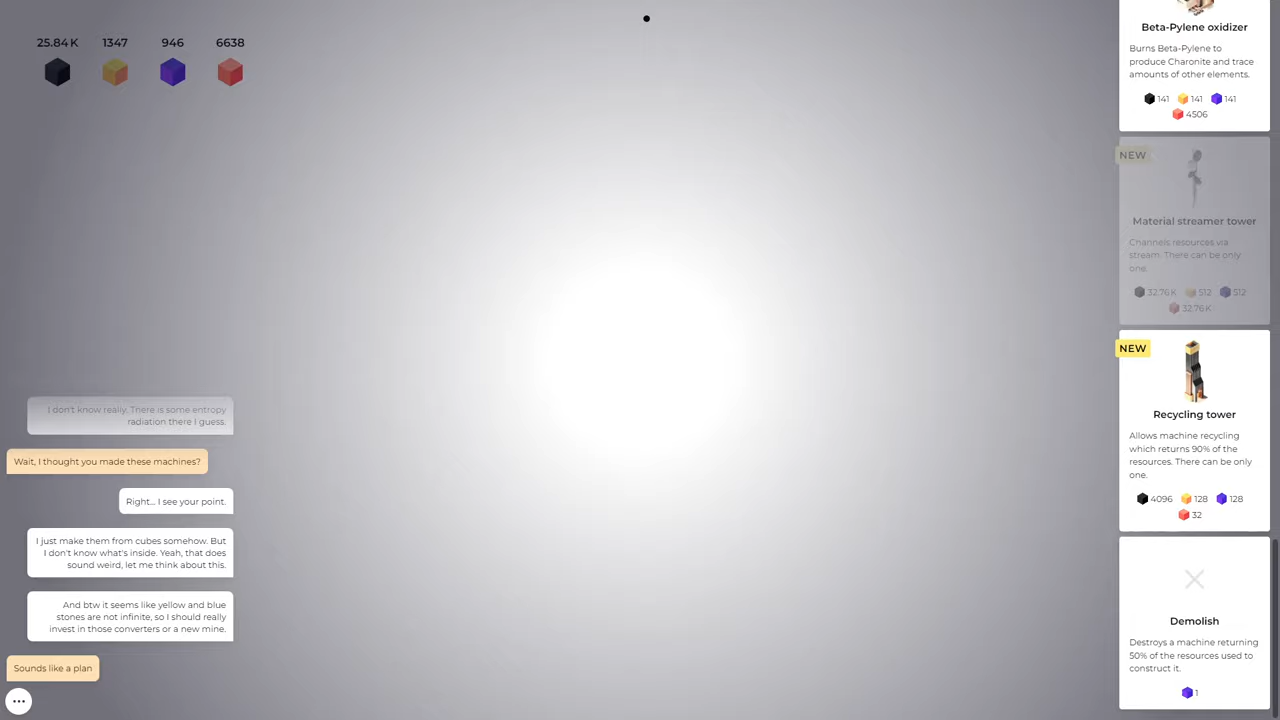 25.84 K 1347 946 6638
I don't know really. There is some entropy
radiation there I guess.
Wait, I thought you made these machines?
Right... I see your point.
I just make them from cubes somehow. But
I don't know what's inside. Yeah, that does
sound weird, let me think about this.
And btw it seems like yellow and blue
stones are not infinite, so I should really
invest in those converters or a new mine.
Sounds like a plan
Beta-Pylene oxidizer
Burns Beta-Pylene to
produce Charonite and trace
amounts of other elements.
141 141 141
4506
NEW
Material streamer tower
Channels resources via
stream. There can be only
one.
32.76 K 512 512
32.76 K
NEW
Recycling tower
Allows machine recycling
which returns 90% of the
resources. There can be only
one.
4096 128 128
32
Demolish
Destroys a machine returning
50% of the resources used to
construct it.
1